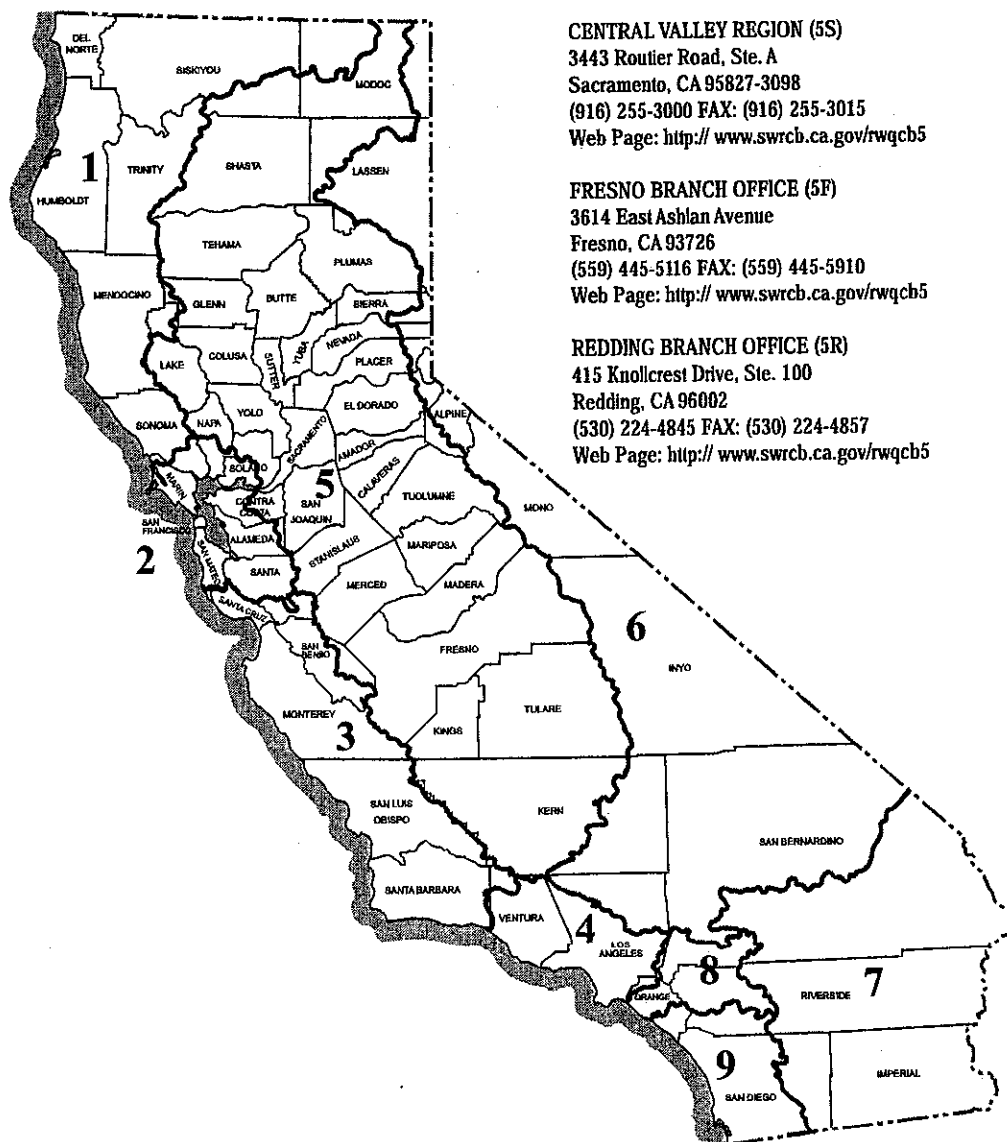 CENTRAL VALLEY REGION (5S)
3443 Routier Road, Ste. A
Sacramento, CA 95827-3098
(916) 255-3000 FAX: (916) 255-3015
Web Page: http:// www.swrcb.ca.gov/rwqcb5
FRESNO BRANCH OFFICE (5F)
3614 East Ashlan Avenue
Fresno, CA 93726
(559) 445-5116 FAX: (559) 445-5910
Web Page: http:// www.swrcb.ca.gov/rwqcb5
REDDING BRANCH OFFICE (5R)
415 Knollcrest Drive, Ste. 100
Redding, CA 96002
(530) 224-4845 FAX: (530) 224-4857
Web Page: http:// www.swrcb.ca.gov/rwqcb5
DEL
NORTE
SISKIYOU
MODOC
1
TRINITY
SHASTA
LASSEN
HUMBOLDT
TEHAMA
PLUMAS
MENDOCINO
GLENN
BUTTE
SIERRA
LAKE
COLUSA
SUTTER
YUBA
NEVADA
PLACER
SONOMA
NAPA
YOLO
EL DORADO
ALPINE
SACRAMENTO
AMADOR
SOLANO
MARIN
CALAVERAS
5
CONTRA
COSTA
SAN
JOAQUIN
TUOLUMNE
MONO
SAN
FRANCISCO
ALAMEDA
STANISLAUS
MARIPOSA
2
SAN MATEO
SANTA
MERCED
MADERA
SANTA CRUZ
6
SAN
BENITO
FRESNO
INYO
MONTEREY
3
KINGS
TULARE
SAN LUIS
OBISPO
KERN
SAN BERNARDINO
SANTA BARBARA
VENTURA
4
LOS
ANGELES
8
7
ORANGE
RIVERSIDE
9
SAN DIEGO
IMPERIAL